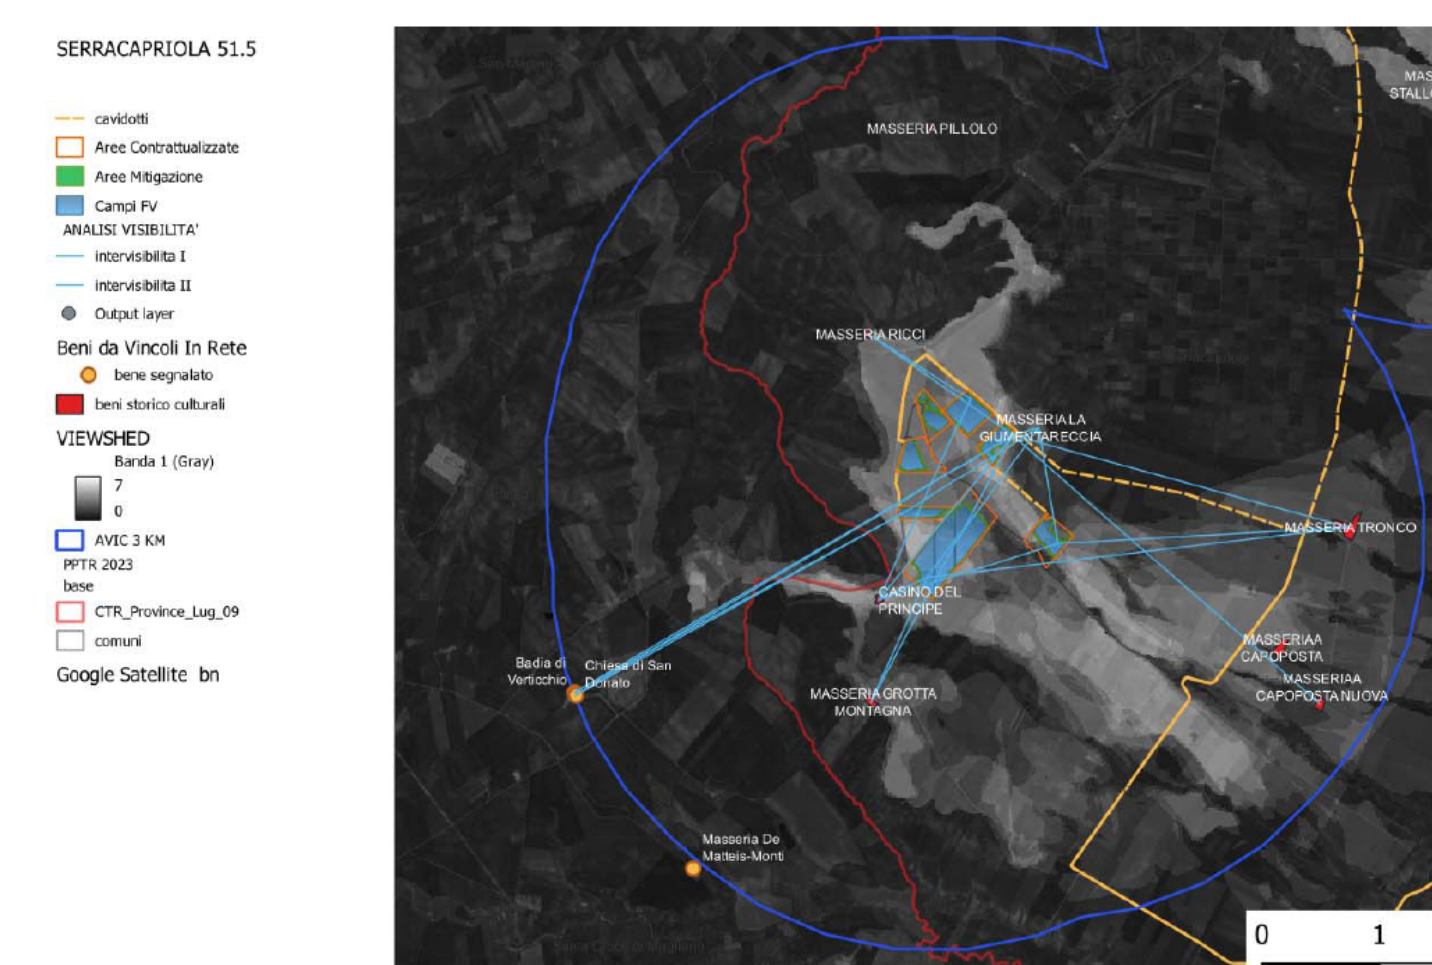 SERRACAPRIOLA 51.5
cavidotti
Aree Contrattualizzate
Aree Mitigazione
Campi FV
ANALISI VISIBILITA'
intervisibilita I
intervisibilita II
Output layer
Beni da Vincoli In Rete
bene segnalato
beni storico culturali
VIEWSHED
Banda 1 (Gray)
7
0
AVIC 3 KM
PPTR 2023
base
CTR_Province_Lug_09
comuni
Google Satellite bn
MAS
STALL
MASSERIA PILLOLO
MASSERIA RICCI
MASSERIA LA
GIUMENTARECCIA
MASSERIA TRONCO
CASINO DEL
PRINCIPE
MASSERIAA
CAPOPOSTA
MASSERIAA
CAPOPOSTA NUOVA
Badia di
Verticchio
Chiesa di San
Donato
MASSERIA GROTTA
MONTAGNA
Masseria De
Matteis-Monti
0
1